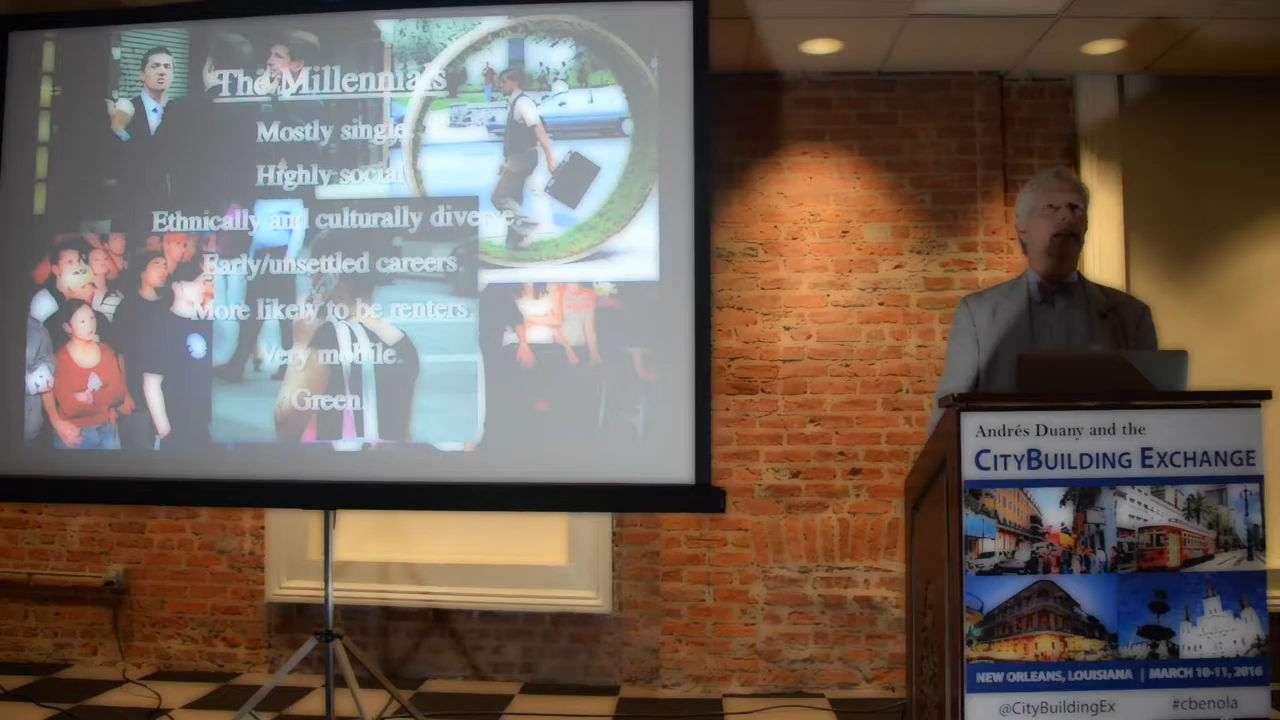 The Millennials
Mostly single
Highly social
Ethnically and culturally diverse.
Early/unsettled careers
More likely to be renters
Very mobile.
Green.
Andrés Duany and the
CITYBUILDING EXCHANGE
NEW ORLEANS, LOUISIANA | MARCH 10-11, 2016
@CityBuildingEx #cbenola